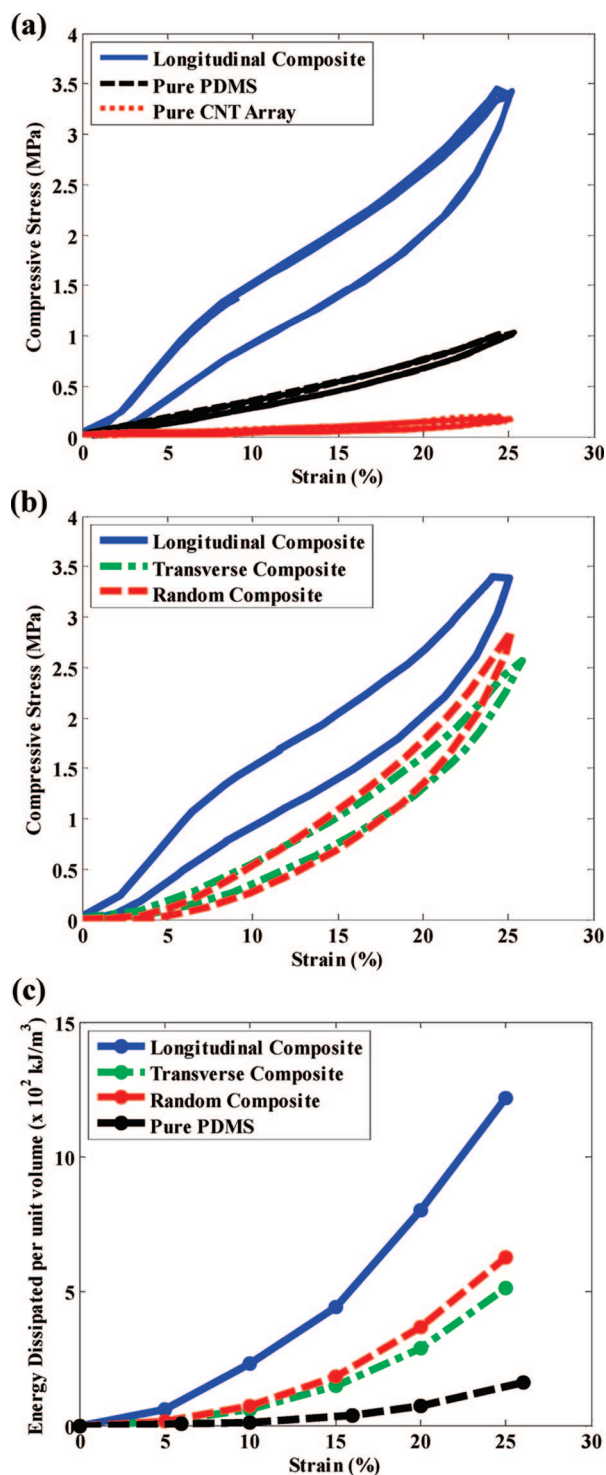 (a)
4
3.5
3
2.5
2
1.5
1
0.5
0
Compressive Stress (MPa)
Longitudinal Composite
Pure PDMS
Pure CNT Array
0 5 10 15 20 25 30
Strain (%)
(b)
4
3.5
3
2.5
2
1.5
1
0.5
0
Compressive Stress (MPa)
Longitudinal Composite
Transverse Composite
Random Composite
0 5 10 15 20 25 30
Strain (%)
(c)
15
10
5
0
Energy Dissipated per unit volume (x 10² kJ/m³)
Longitudinal Composite
Transverse Composite
Random Composite
Pure PDMS
0 5 10 15 20 25 30
Strain (%)